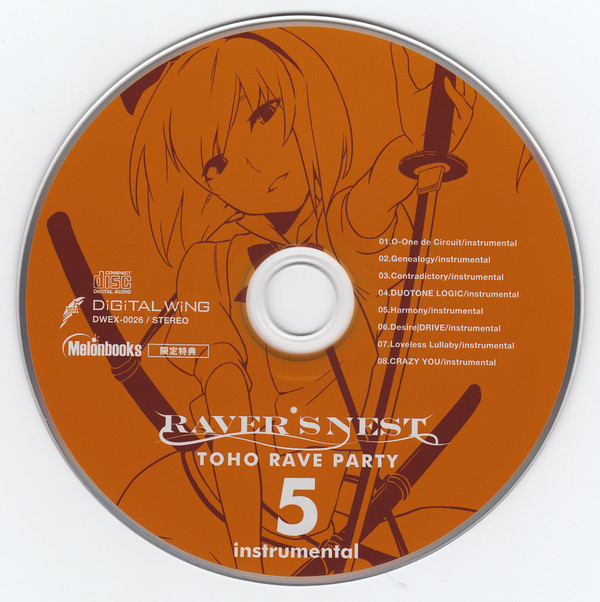 01.O-One de Circuit/instrumental
02.Genealogy/instrumental
03.Contradictory/instrumental
04.DUOTONE LOGIC/instrumental
05.Harmony/instrumental
06.Desire|DRIVE/instrumental
07.Loveless Lullaby/instrumental
08.CRAZY YOU/instrumental
COMPACT
disc
DIGITAL AUDIO
DiGiTAL WiNG
DWEX-0026 / STEREO
Melonbooks 限定特典
RAVER'S NEST
TOHO RAVE PARTY
5
instrumental